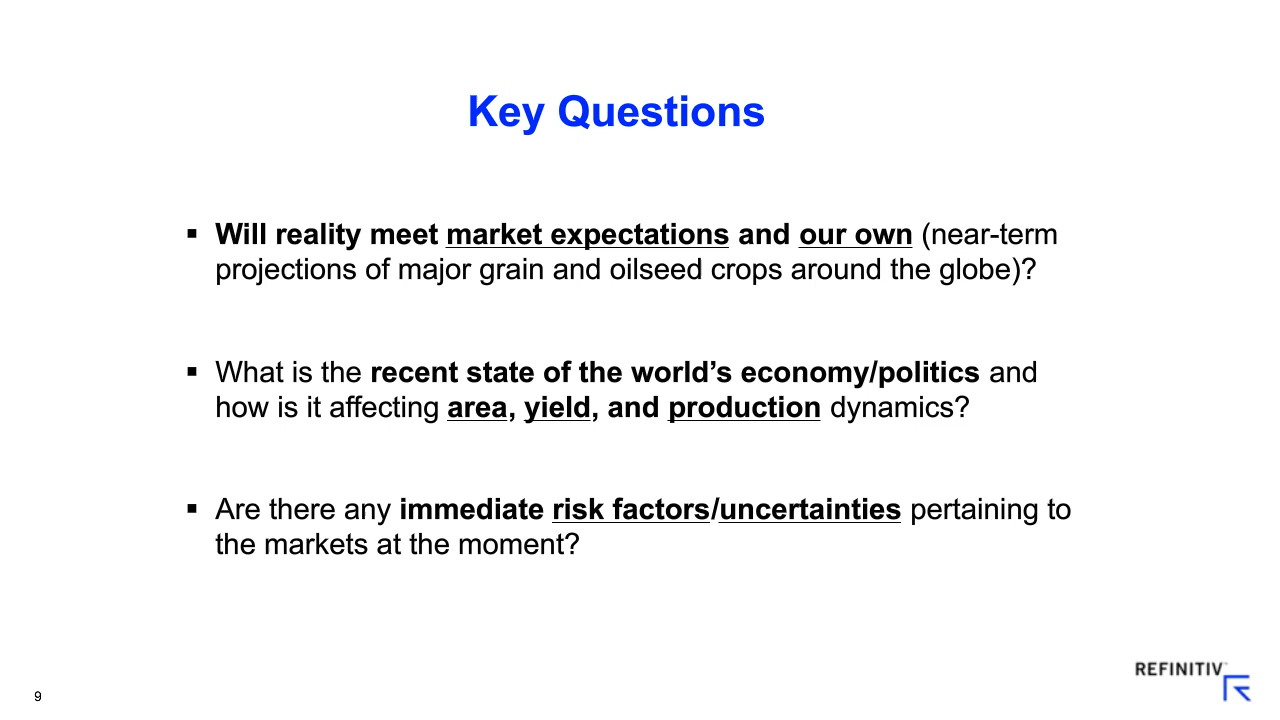 Key Questions
▪ Will reality meet market expectations and our own (near-term
projections of major grain and oilseed crops around the globe)?
▪ What is the recent state of the world’s economy/politics and
how is it affecting area, yield, and production dynamics?
▪ Are there any immediate risk factors/uncertainties pertaining to
the markets at the moment?
REFINITIV
9